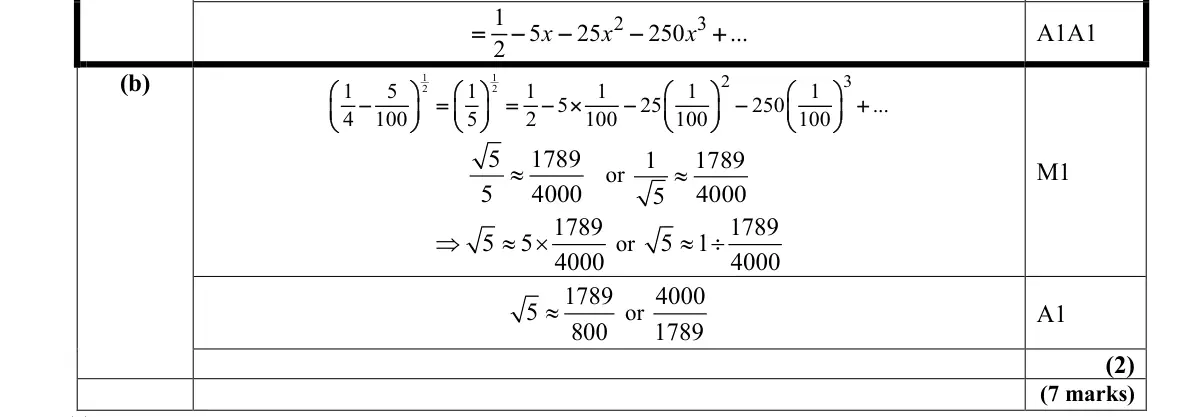 = 1/2 − 5x − 25x² − 250x³ + ... A1A1
(b) (1/4 − 5/100)^(1/2) = (1/5)^(1/2) = 1/2 − 5 × 1/100 − 25(1/100)² − 250(1/100)³ + ...
√5/5 ≈ 1789/4000 or 1/√5 ≈ 1789/4000 M1
⇒ √5 ≈ 5 × 1789/4000 or √5 ≈ 1 ÷ 1789/4000
√5 ≈ 1789/800 or 4000/1789 A1
(2)
(7 marks)